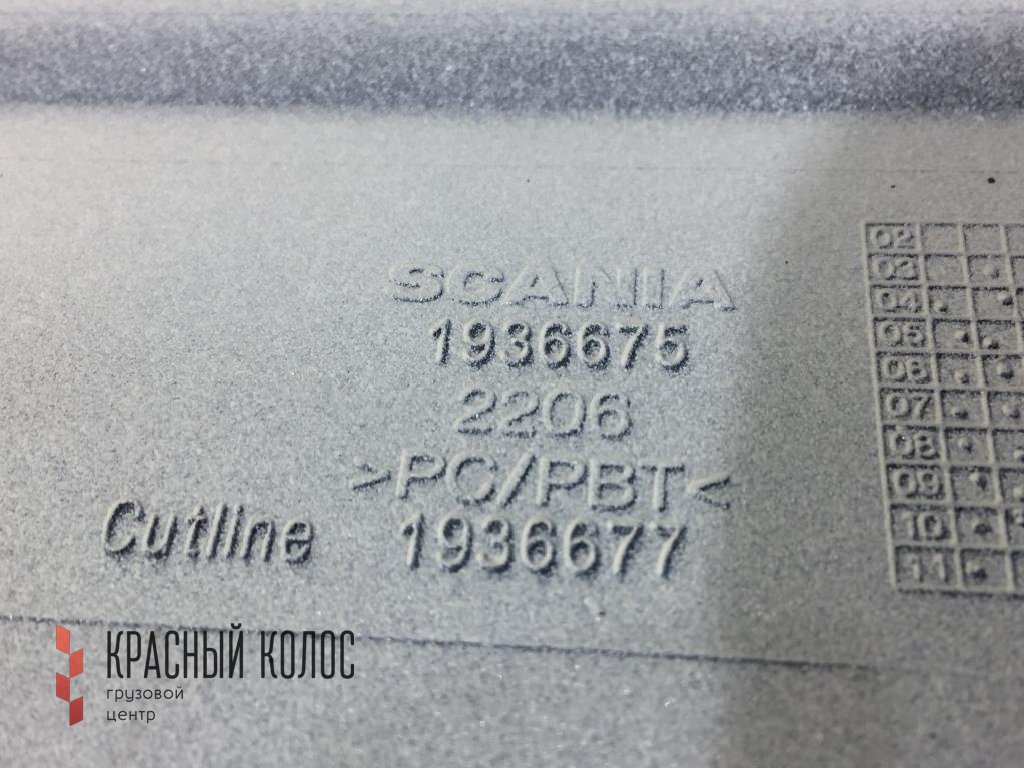 SCANIA
1936675
2206
>PC/PBT<
Cutline 1936677
02
03
04
05
06
07
08
09
10
11
КРАСНЫЙ КОЛОС
грузовой
центр